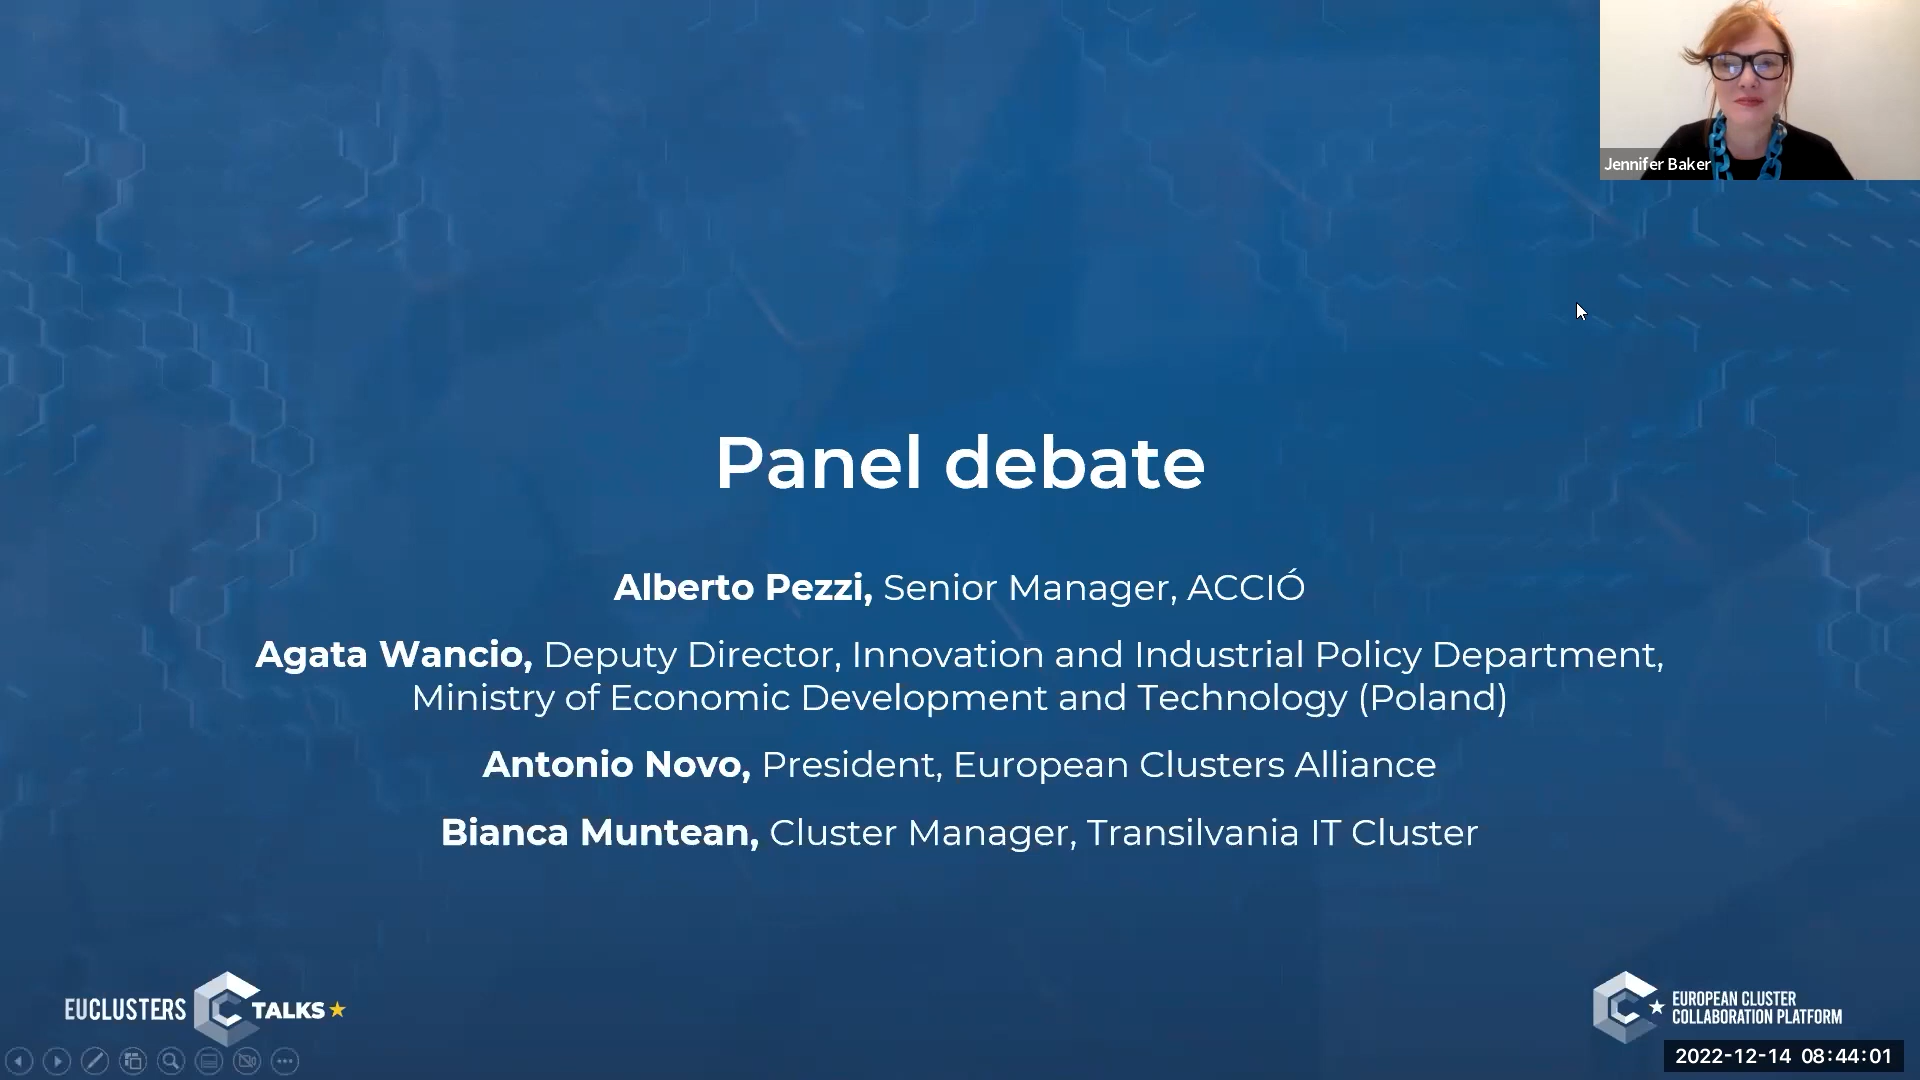 Jennifer Baker
Panel debate
Alberto Pezzi, Senior Manager, ACCIÓ
Agata Wancio, Deputy Director, Innovation and Industrial Policy Department,
Ministry of Economic Development and Technology (Poland)
Antonio Novo, President, European Clusters Alliance
Bianca Muntean, Cluster Manager, Transilvania IT Cluster
EUCLUSTERS TALKS
EUROPEAN CLUSTER
COLLABORATION PLATFORM
2022-12-14 08:44:01